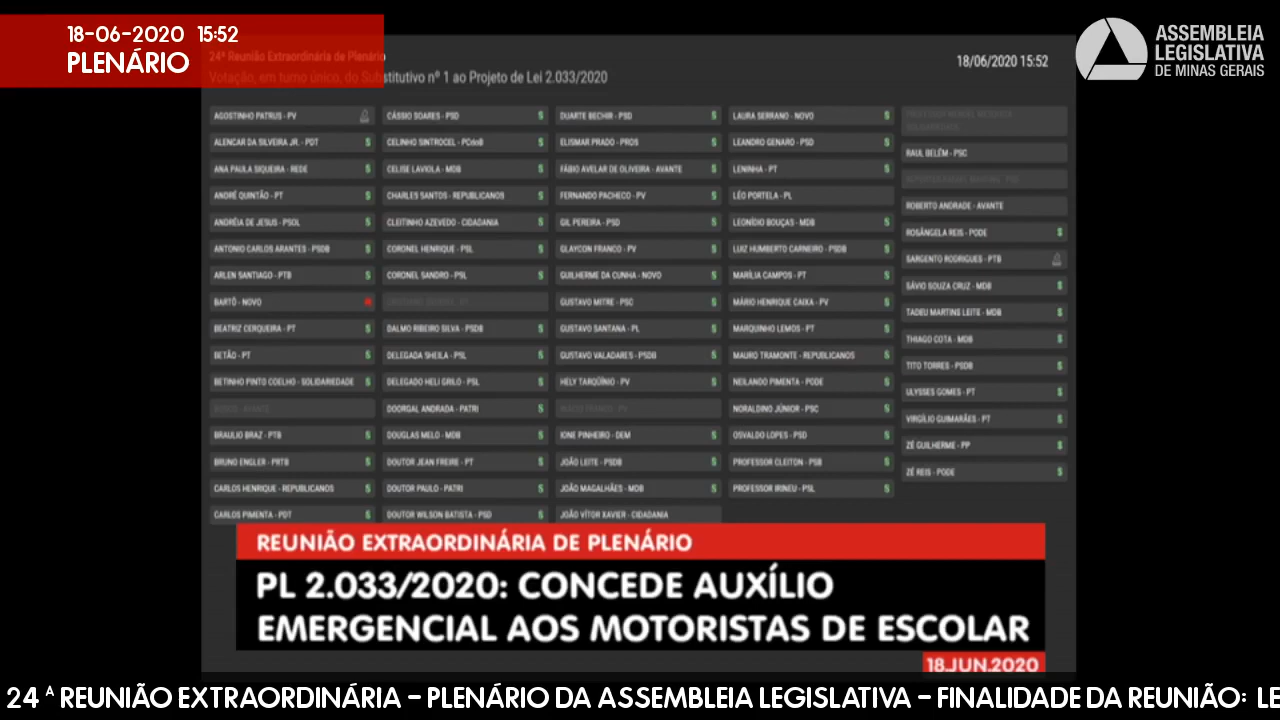 18-06-2020 15:52
PLENÁRIO
ASSEMBLEIA
LEGISLATIVA
DE MINAS GERAIS
24ª Reunião Extraordinária de Plenário
18/06/2020 15:52
Votação, em turno único, do Substitutivo nº 1 ao Projeto de Lei 2.033/2020
AGOSTINHO PATRUS - PV
ALENCAR DA SILVEIRA JR. - PDT S
ANA PAULA SIQUEIRA - REDE S
ANDRÉ QUINTÃO - PT S
ANDRÉIA DE JESUS - PSOL S
ANTONIO CARLOS ARANTES - PSDB S
ARLEN SANTIAGO - PTB S
BARTÔ - NOVO
BEATRIZ CERQUEIRA - PT S
BETÃO - PT S
BETINHO PINTO COELHO - SOLIDARIEDADE S
BRAULIO BRAZ - PTB S
BRUNO ENGLER - PRTB S
CARLOS HENRIQUE - REPUBLICANOS S
CARLOS PIMENTA - PDT S
CÁSSIO SOARES - PSD S
CELINHO SINTROCEL - PCdoB S
CELISE LAVIOLA - MDB S
CHARLES SANTOS - REPUBLICANOS S
CLEITINHO AZEVEDO - CIDADANIA S
CORONEL HENRIQUE - PSL S
CORONEL SANDRO - PSL S
DALMO RIBEIRO SILVA - PSDB S
DELEGADA SHEILA - PSL S
DELEGADO HELI GRILO - PSL S
DOORGAL ANDRADA - PATRI S
DOUGLAS MELO - MDB S
DOUTOR JEAN FREIRE - PT S
DOUTOR PAULO - PATRI S
DOUTOR WILSON BATISTA - PSD S
DUARTE BECHIR - PSD S
ELISMAR PRADO - PROS S
FÁBIO AVELAR DE OLIVEIRA - AVANTE S
FERNANDO PACHECO - PV S
GIL PEREIRA - PSD S
GLAYCON FRANCO - PV S
GUILHERME DA CUNHA - NOVO S
GUSTAVO MITRE - PSC S
GUSTAVO SANTANA - PL S
GUSTAVO VALADARES - PSDB S
HELY TARQÜÍNIO - PV S
IONE PINHEIRO - DEM S
JOÃO LEITE - PSDB S
JOÃO MAGALHÃES - MDB S
JOÃO VÍTOR XAVIER - CIDADANIA
LAURA SERRANO - NOVO S
LEANDRO GENARO - PSD S
LENINHA - PT S
LÉO PORTELA - PL
LEONÍDIO BOUÇAS - MDB S
LUIZ HUMBERTO CARNEIRO - PSDB S
MARÍLIA CAMPOS - PT S
MÁRIO HENRIQUE CAIXA - PV S
MARQUINHO LEMOS - PT S
MAURO TRAMONTE - REPUBLICANOS S
NEILANDO PIMENTA - PODE S
NORALDINO JÚNIOR - PSC S
OSVALDO LOPES - PSD S
PROFESSOR CLEITON - PSB S
PROFESSOR IRINEU - PSL S
RAUL BELÉM - PSC
ROBERTO ANDRADE - AVANTE
ROSÂNGELA REIS - PODE S
SARGENTO RODRIGUES - PTB
SÁVIO SOUZA CRUZ - MDB S
TADEU MARTINS LEITE - MDB S
THIAGO COTA - MDB S
TITO TORRES - PSDB S
ULYSSES GOMES - PT S
VIRGÍLIO GUIMARÃES - PT S
ZÉ GUILHERME - PP S
ZÉ REIS - PODE S
REUNIÃO EXTRAORDINÁRIA DE PLENÁRIO
PL 2.033/2020: CONCEDE AUXÍLIO
EMERGENCIAL AOS MOTORISTAS DE ESCOLAR
18.JUN.2020
24 ª REUNIÃO EXTRAORDINÁRIA - PLENÁRIO DA ASSEMBLEIA LEGISLATIVA - FINALIDADE DA REUNIÃO: LE